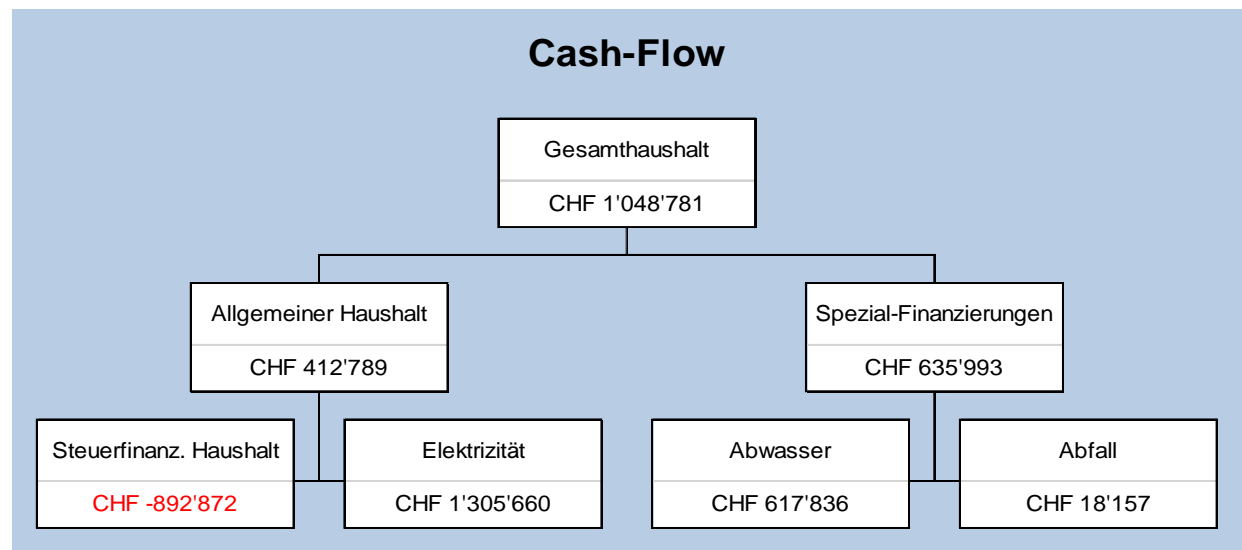 Cash-Flow
Gesamthaushalt
CHF 1'048'781
Allgemeiner Haushalt
CHF 412'789
Spezial-Finanzierungen
CHF 635'993
Steuerfinanz. Haushalt
CHF -892'872
Elektrizität
CHF 1'305'660
Abwasser
CHF 617'836
Abfall
CHF 18'157